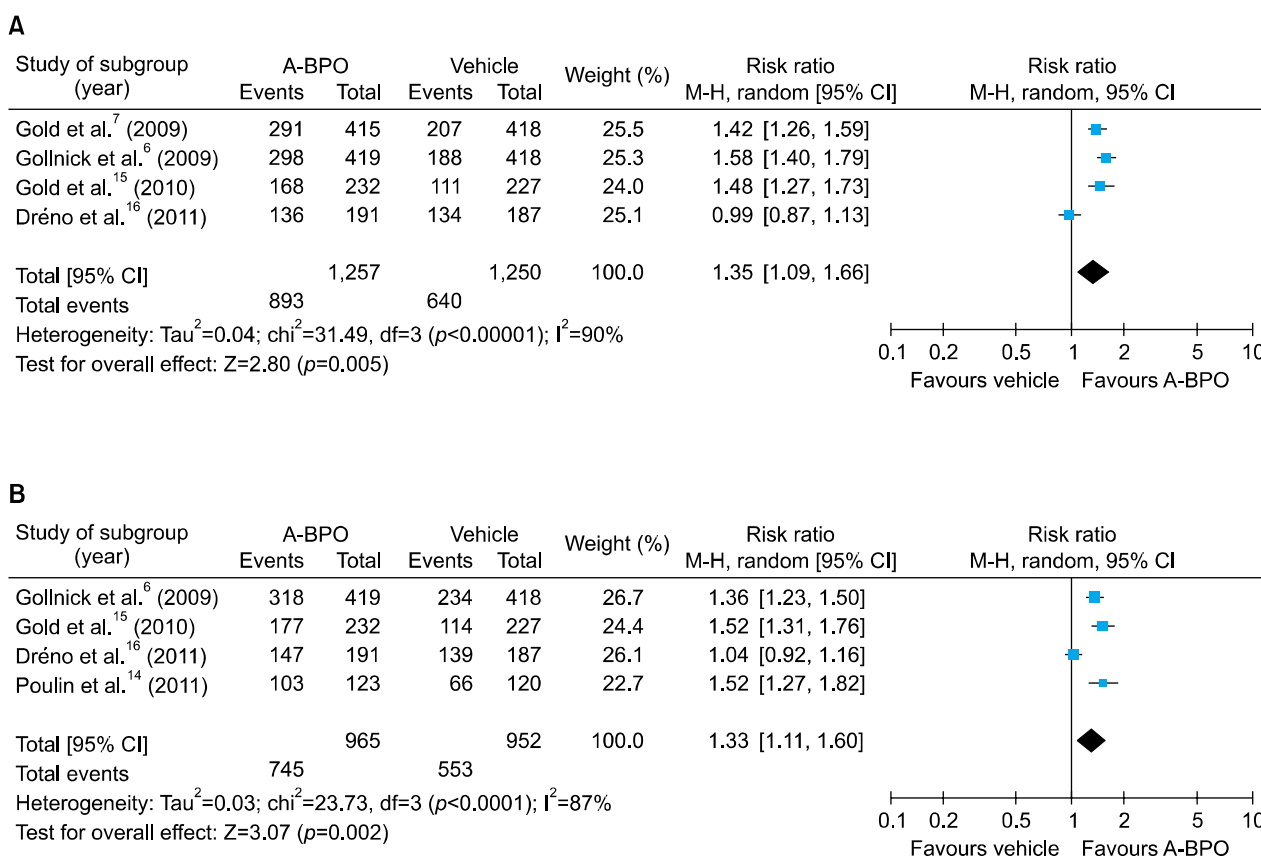 A
Study of subgroup (year) A-BPO Vehicle Weight (%) Risk ratio Risk ratio
Events Total Events Total M-H, random [95% CI] M-H, random, 95% CI
Gold et al.7 (2009) 291 415 207 418 25.5 1.42 [1.26, 1.59]
Gollnick et al.6 (2009) 298 419 188 418 25.3 1.58 [1.40, 1.79]
Gold et al.15 (2010) 168 232 111 227 24.0 1.48 [1.27, 1.73]
Dréno et al.16 (2011) 136 191 134 187 25.1 0.99 [0.87, 1.13]
Total [95% CI] 1,257 1,250 100.0 1.35 [1.09, 1.66]
Total events 893 640
Heterogeneity: Tau2=0.04; chi2=31.49, df=3 (p<0.00001); I2=90%
Test for overall effect: Z=2.80 (p=0.005)
0.1 0.2 0.5 1 2 5 10
Favours vehicle Favours A-BPO
B
Study of subgroup (year) A-BPO Vehicle Weight (%) Risk ratio Risk ratio
Events Total Events Total M-H, random [95% CI] M-H, random, 95% CI
Gollnick et al.6 (2009) 318 419 234 418 26.7 1.36 [1.23, 1.50]
Gold et al.15 (2010) 177 232 114 227 24.4 1.52 [1.31, 1.76]
Dréno et al.16 (2011) 147 191 139 187 26.1 1.04 [0.92, 1.16]
Poulin et al.14 (2011) 103 123 66 120 22.7 1.52 [1.27, 1.82]
Total [95% CI] 965 952 100.0 1.33 [1.11, 1.60]
Total events 745 553
Heterogeneity: Tau2=0.03; chi2=23.73, df=3 (p<0.0001); I2=87%
Test for overall effect: Z=3.07 (p=0.002)
0.1 0.2 0.5 1 2 5 10
Favours vehicle Favours A-BPO